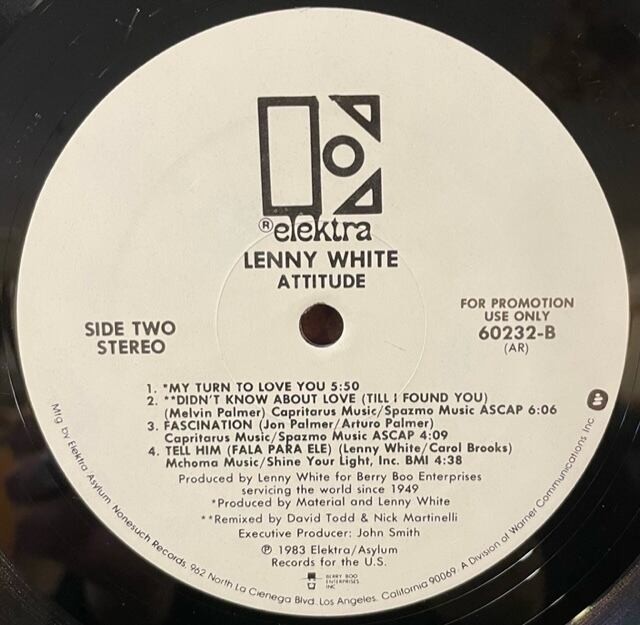 ® elektra
LENNY WHITE
ATTITUDE
SIDE TWO
STEREO
FOR PROMOTION
USE ONLY
60232-B
(AR)
1. *MY TURN TO LOVE YOU 5:50
2. **DIDN'T KNOW ABOUT LOVE (TILL I FOUND YOU)
(Melvin Palmer) Capritarus Music/Spazmo Music ASCAP 6:06
3. FASCINATION (Jon Palmer/Arturo Palmer)
Capritarus Music/Spazmo Music ASCAP 4:09
4. TELL HIM (FALA PARA ELE) (Lenny White/Carol Brooks)
Mchoma Music/Shine Your Light, Inc. BMI 4:38
Produced by Lenny White for Berry Boo Enterprises
servicing the world since 1949
*Produced by Material and Lenny White
**Remixed by David Todd & Nick Martinelli
Executive Producer: John Smith
℗ 1983 Elektra/Asylum
Records for the U.S.
BERRY BOO
ENTERPRISES
INC
Mfg by Elektra/Asylum/Nonesuch Records, 962 North La Cienega Blvd. Los Angeles, California 90069. A Division of Warner Communications Inc